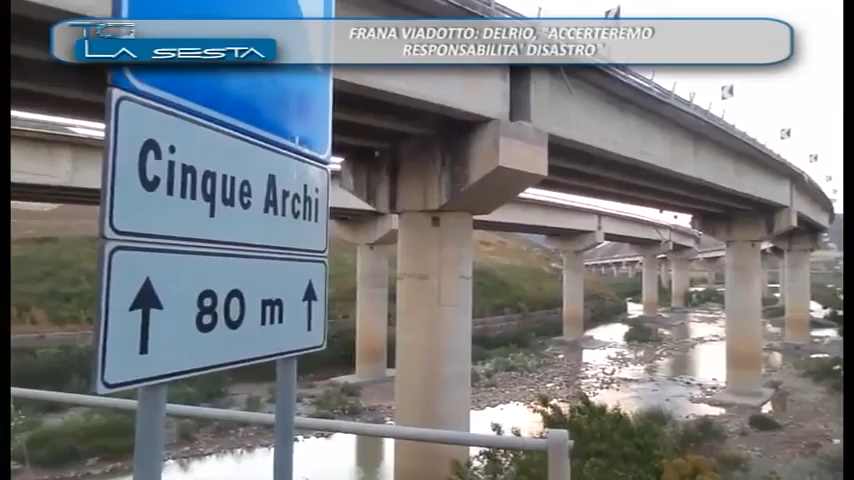 TG
LA SESTA
FRANA VIADOTTO: DELRIO, "ACCERTEREMO
RESPONSABILITA' DISASTRO"
Cinque Archi
80 m